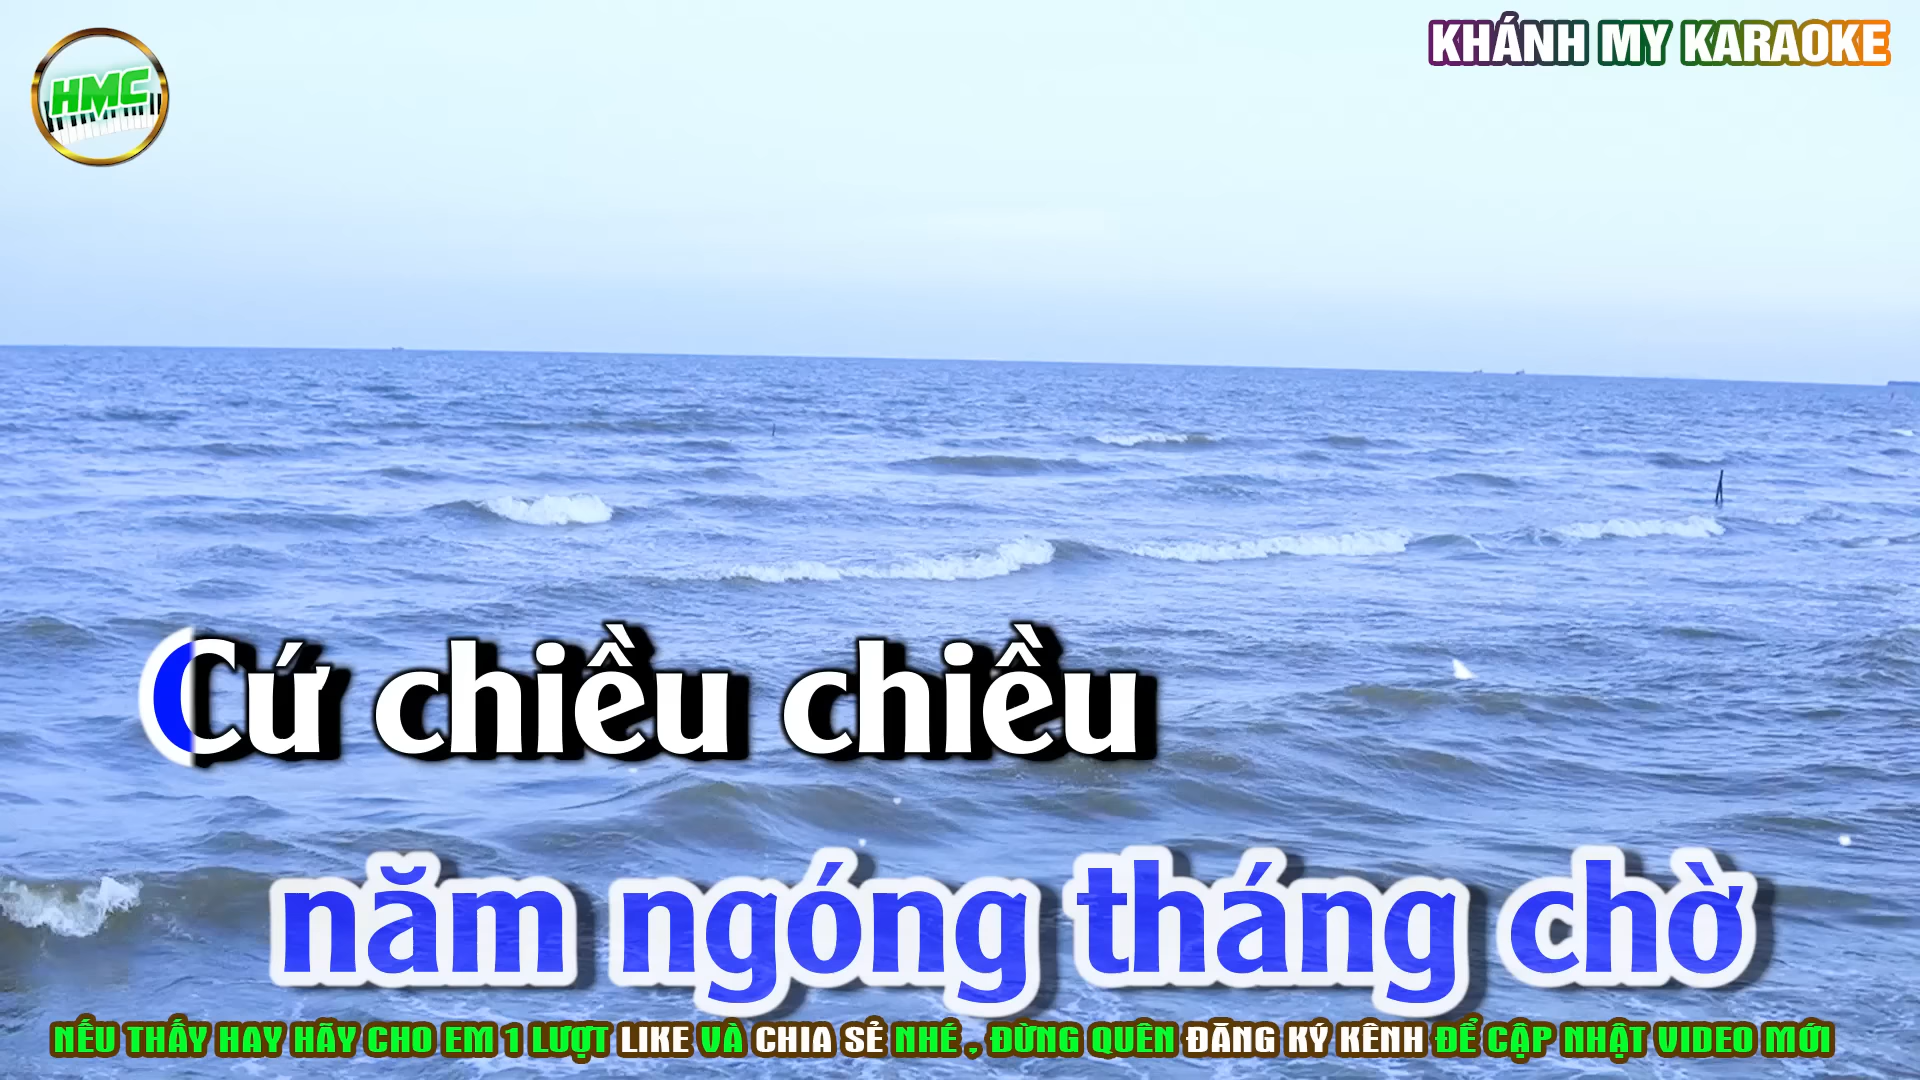 HMC
KHÁNH MY KARAOKE
Cứ chiều chiều
năm ngóng tháng chờ
NẾU THẤY HAY HÃY CHO EM 1 LƯỢT LIKE VÀ CHIA SẺ NHÉ , ĐỪNG QUÊN ĐĂNG KÝ KÊNH ĐỂ CẬP NHẬT VIDEO MỚI